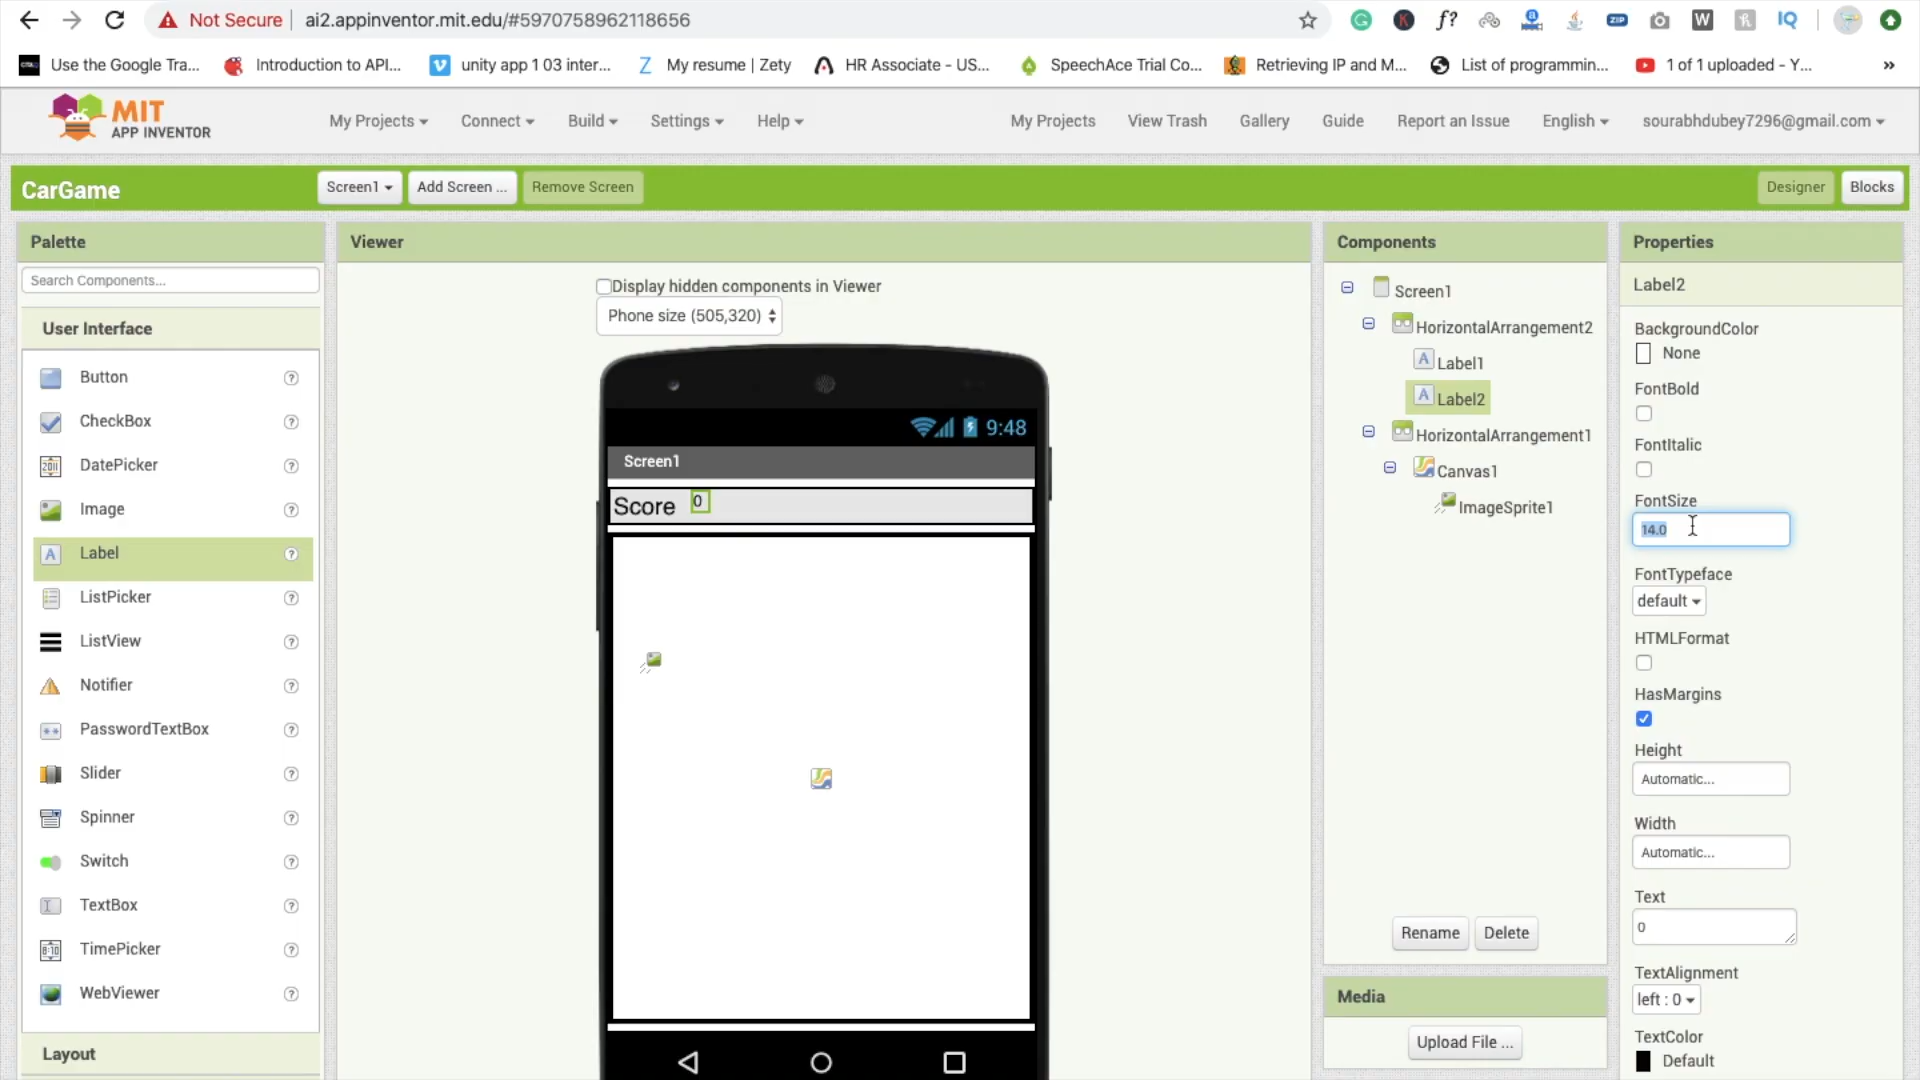 Not Secure
ai2.appinventor.mit.edu/#5970758962118656
Use the Google Tra...
Introduction to API...
unity app 1 03 inter...
My resume | Zety
HR Associate - US...
SpeechAce Trial Co...
Retrieving IP and M...
List of programmin...
1 of 1 uploaded - Y...
»
MIT
APP INVENTOR
My Projects
Connect
Build
Settings
Help
My Projects
View Trash
Gallery
Guide
Report an Issue
English
sourabhdubey7296@gmail.com
CarGame
Screen1
Add Screen ...
Remove Screen
Designer
Blocks
Palette
Search Components...
User Interface
Button
CheckBox
DatePicker
Image
Label
ListPicker
ListView
Notifier
PasswordTextBox
Slider
Spinner
Switch
TextBox
TimePicker
WebViewer
Layout
Viewer
Display hidden components in Viewer
Phone size (505,320)
9:48
Screen1
Score 0
Components
Screen1
HorizontalArrangement2
Label1
Label2
HorizontalArrangement1
Canvas1
ImageSprite1
Rename
Delete
Media
Upload File ...
Properties
Label2
BackgroundColor
None
FontBold
FontItalic
FontSize
14.0
FontTypeface
default
HTMLFormat
HasMargins
Height
Automatic...
Width
Automatic...
Text
0
TextAlignment
left : 0
TextColor
Default